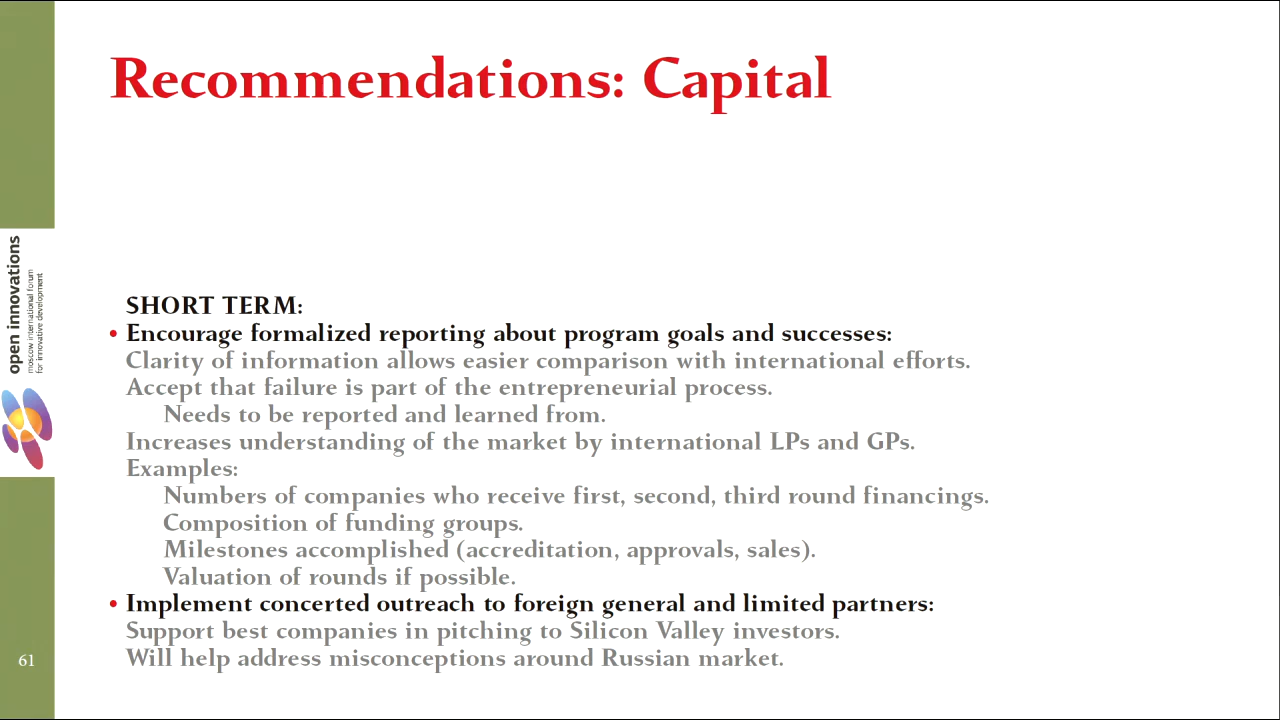 Recommendations: Capital
SHORT TERM:
• Encourage formalized reporting about program goals and successes:
Clarity of information allows easier comparison with international efforts.
Accept that failure is part of the entrepreneurial process.
Needs to be reported and learned from.
Increases understanding of the market by international LPs and GPs.
Examples:
Numbers of companies who receive first, second, third round financings.
Composition of funding groups.
Milestones accomplished (accreditation, approvals, sales).
Valuation of rounds if possible.
• Implement concerted outreach to foreign general and limited partners:
Support best companies in pitching to Silicon Valley investors.
Will help address misconceptions around Russian market.
open innovations
moscow international forum
for innovative development
61